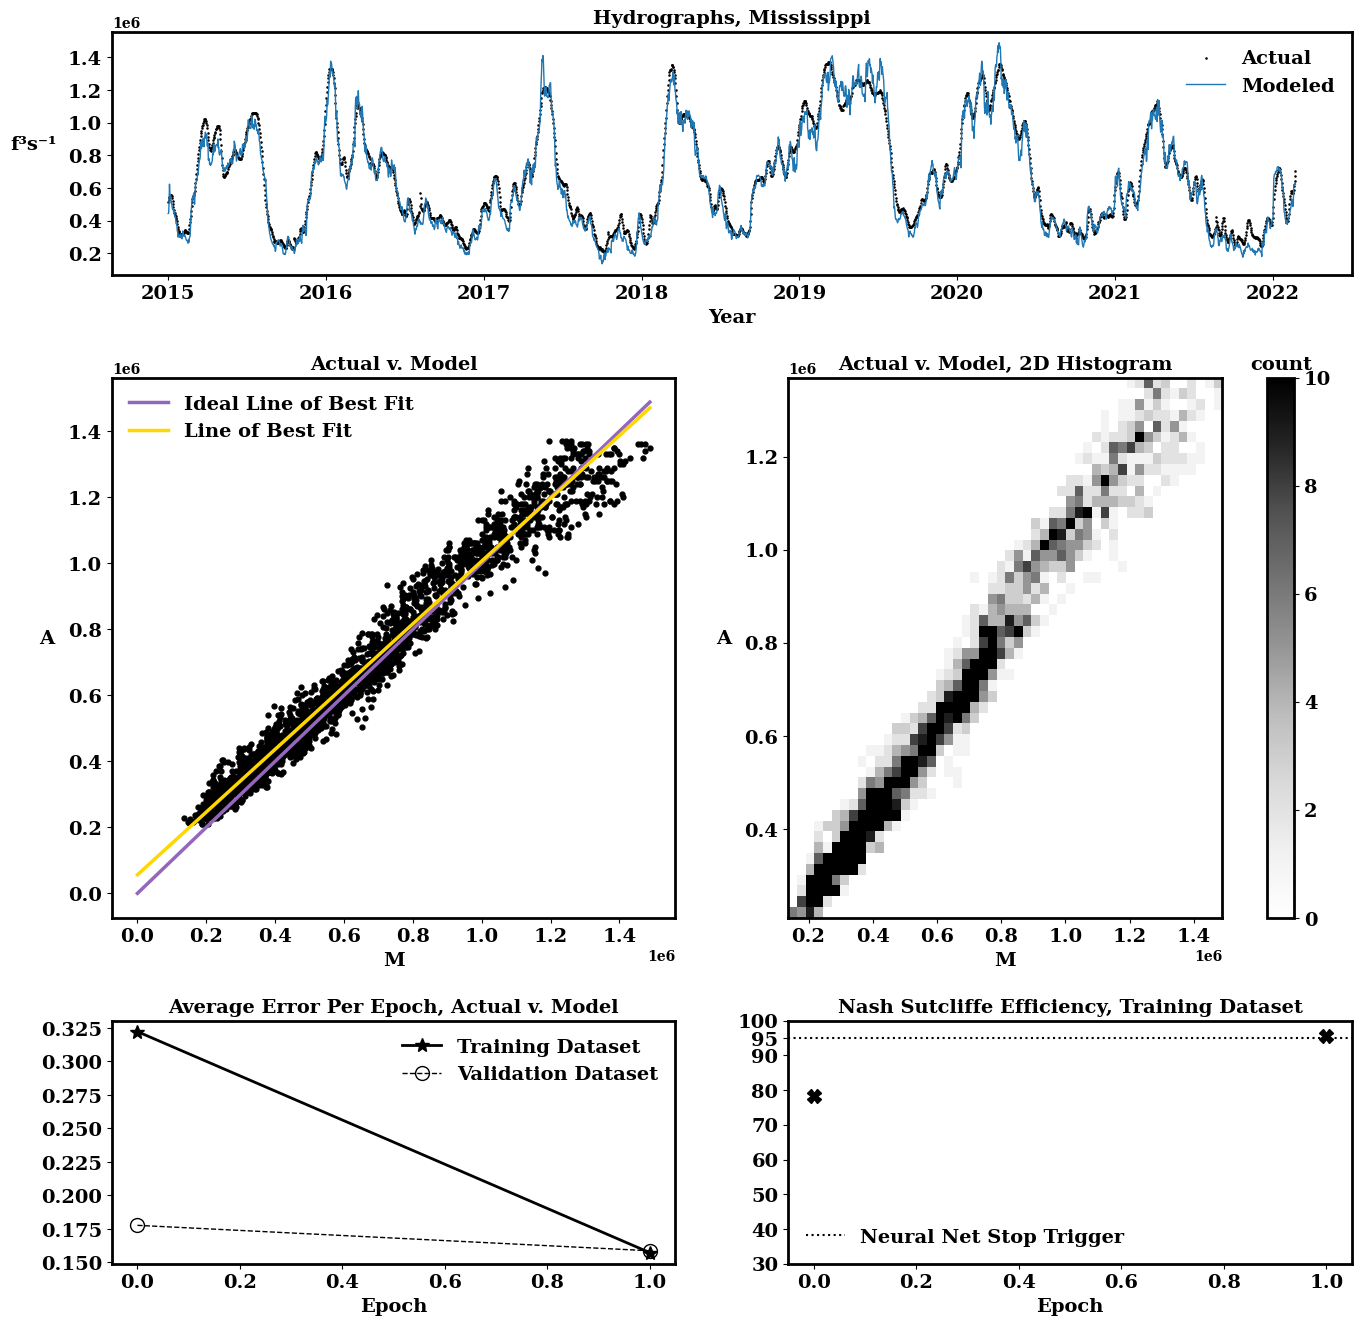 Hydrographs, Mississippi
1e6
1.4
1.2
1.0
0.8
0.6
0.4
0.2
f³s⁻¹
Actual
Modeled
2015 2016 2017 2018 2019 2020 2021 2022
Year
Actual v. Model
1e6
Ideal Line of Best Fit
Line of Best Fit
1.4
1.2
1.0
0.8
0.6
0.4
0.2
0.0
A
0.0 0.2 0.4 0.6 0.8 1.0 1.2 1.4
M
1e6
Actual v. Model, 2D Histogram
1e6
1.2
1.0
0.8
0.6
0.4
A
0.2 0.4 0.6 0.8 1.0 1.2 1.4
M
1e6
count
10
8
6
4
2
0
Average Error Per Epoch, Actual v. Model
0.325
0.300
0.275
0.250
0.225
0.200
0.175
0.150
Training Dataset
Validation Dataset
0.0 0.2 0.4 0.6 0.8 1.0
Epoch
Nash Sutcliffe Efficiency, Training Dataset
100
95
90
80
70
60
50
40
30
Neural Net Stop Trigger
0.0 0.2 0.4 0.6 0.8 1.0
Epoch